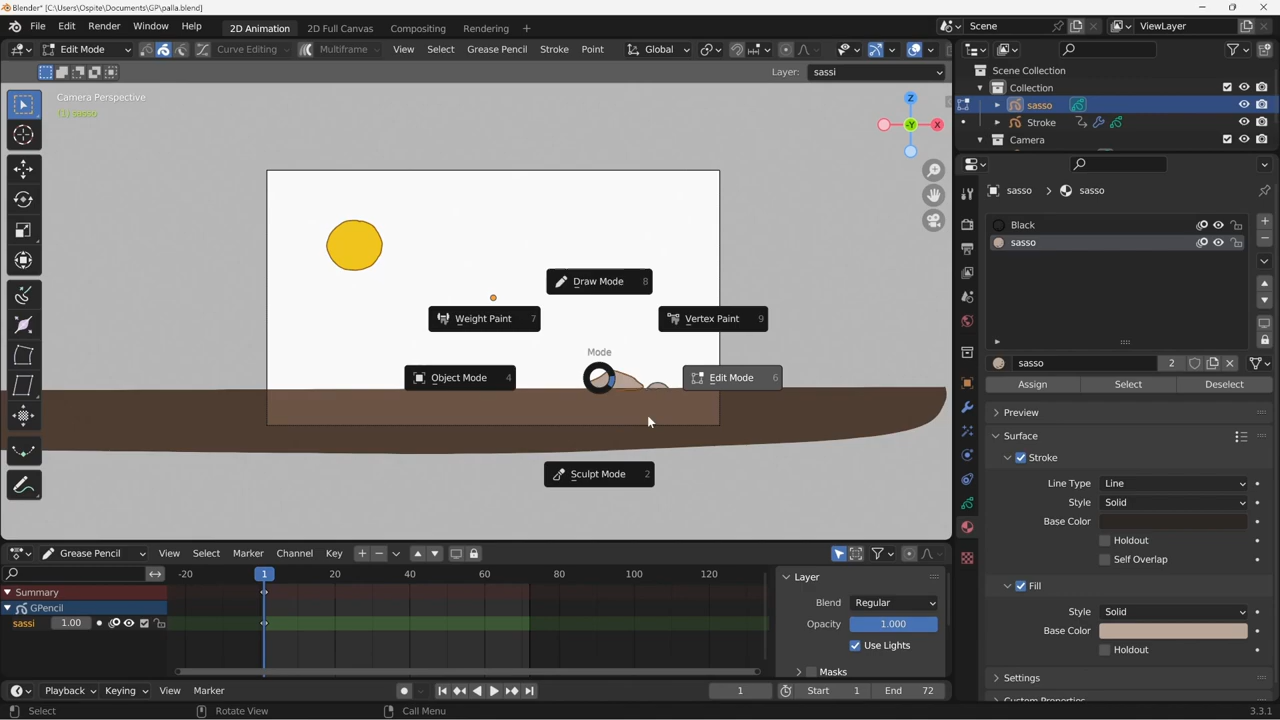 Blender* [C:\Users\Ospite\Documents\GP\palla.blend]
File Edit Render Window Help
2D Animation 2D Full Canvas Compositing Rendering +
Scene
ViewLayer
Edit Mode
Curve Editing
Multiframe
View Select Grease Pencil Stroke Point
Global
Layer: sassi
Camera Perspective
(1) sasso
Z
-Y
X
Draw Mode 8
Weight Paint 7
Vertex Paint 9
Mode
Object Mode 4
Edit Mode 6
Sculpt Mode 2
Scene Collection
Collection
sasso
Stroke
Camera
sasso > sasso
Black
sasso
sasso 2
Assign Select Deselect
Preview
Surface
Stroke
Line Type Line
Style Solid
Base Color
Holdout
Self Overlap
Fill
Style Solid
Base Color
Holdout
Settings
Custom Properties
Grease Pencil View Select Marker Channel Key
-20 1 20 40 60 80 100 120
Summary
GPencil
sassi 1.00
Layer
Blend Regular
Opacity 1.000
Use Lights
Masks
Playback Keying View Marker
1
Start 1 End 72
Select Rotate View Call Menu 3.3.1